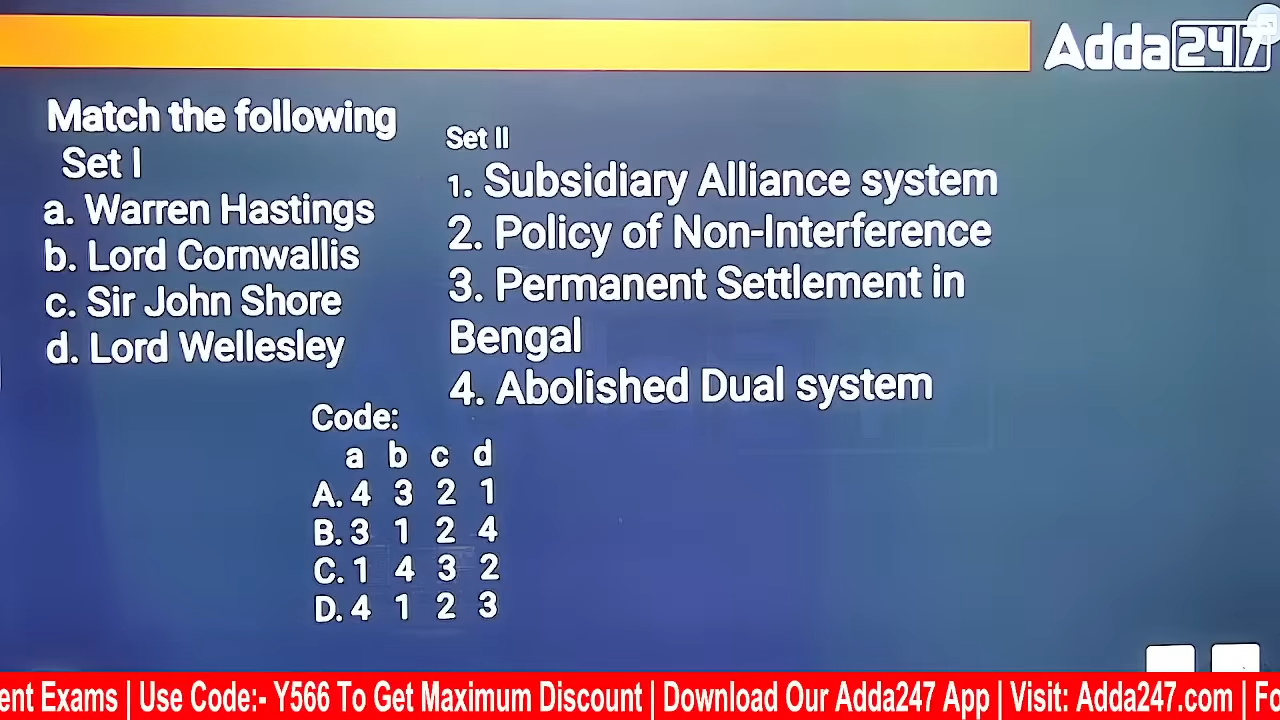 Adda247
Match the following
Set I
a. Warren Hastings
b. Lord Cornwallis
c. Sir John Shore
d. Lord Wellesley
Set II
1. Subsidiary Alliance system
2. Policy of Non-Interference
3. Permanent Settlement in
Bengal
4. Abolished Dual system
Code:
a b c d
A. 4 3 2 1
B. 3 1 2 4
C. 1 4 3 2
D. 4 1 2 3
ent Exams | Use Code:- Y566 To Get Maximum Discount | Download Our Adda247 App | Visit: Adda247.com | Fo